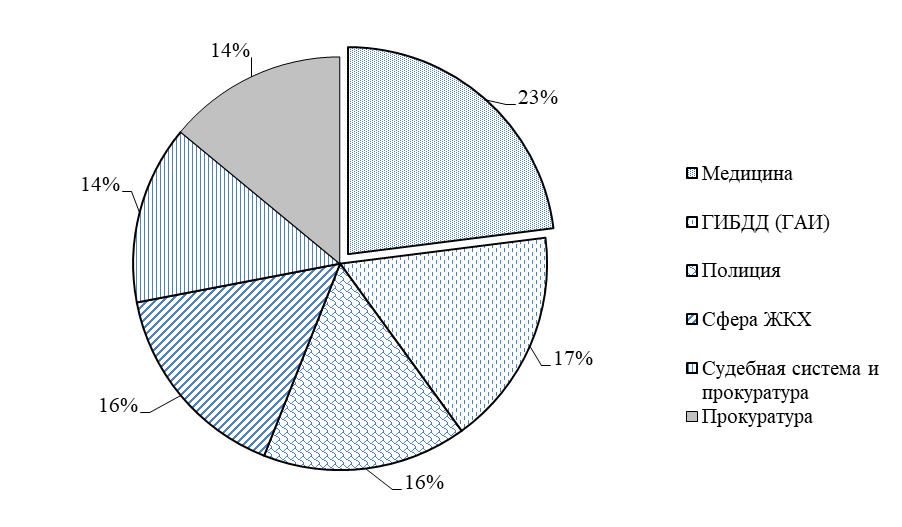 14%
23%
14%
17%
16%
16%
Медицина
ГИБДД (ГАИ)
Полиция
Сфера ЖКХ
Судебная система и
прокуратура
Прокуратура